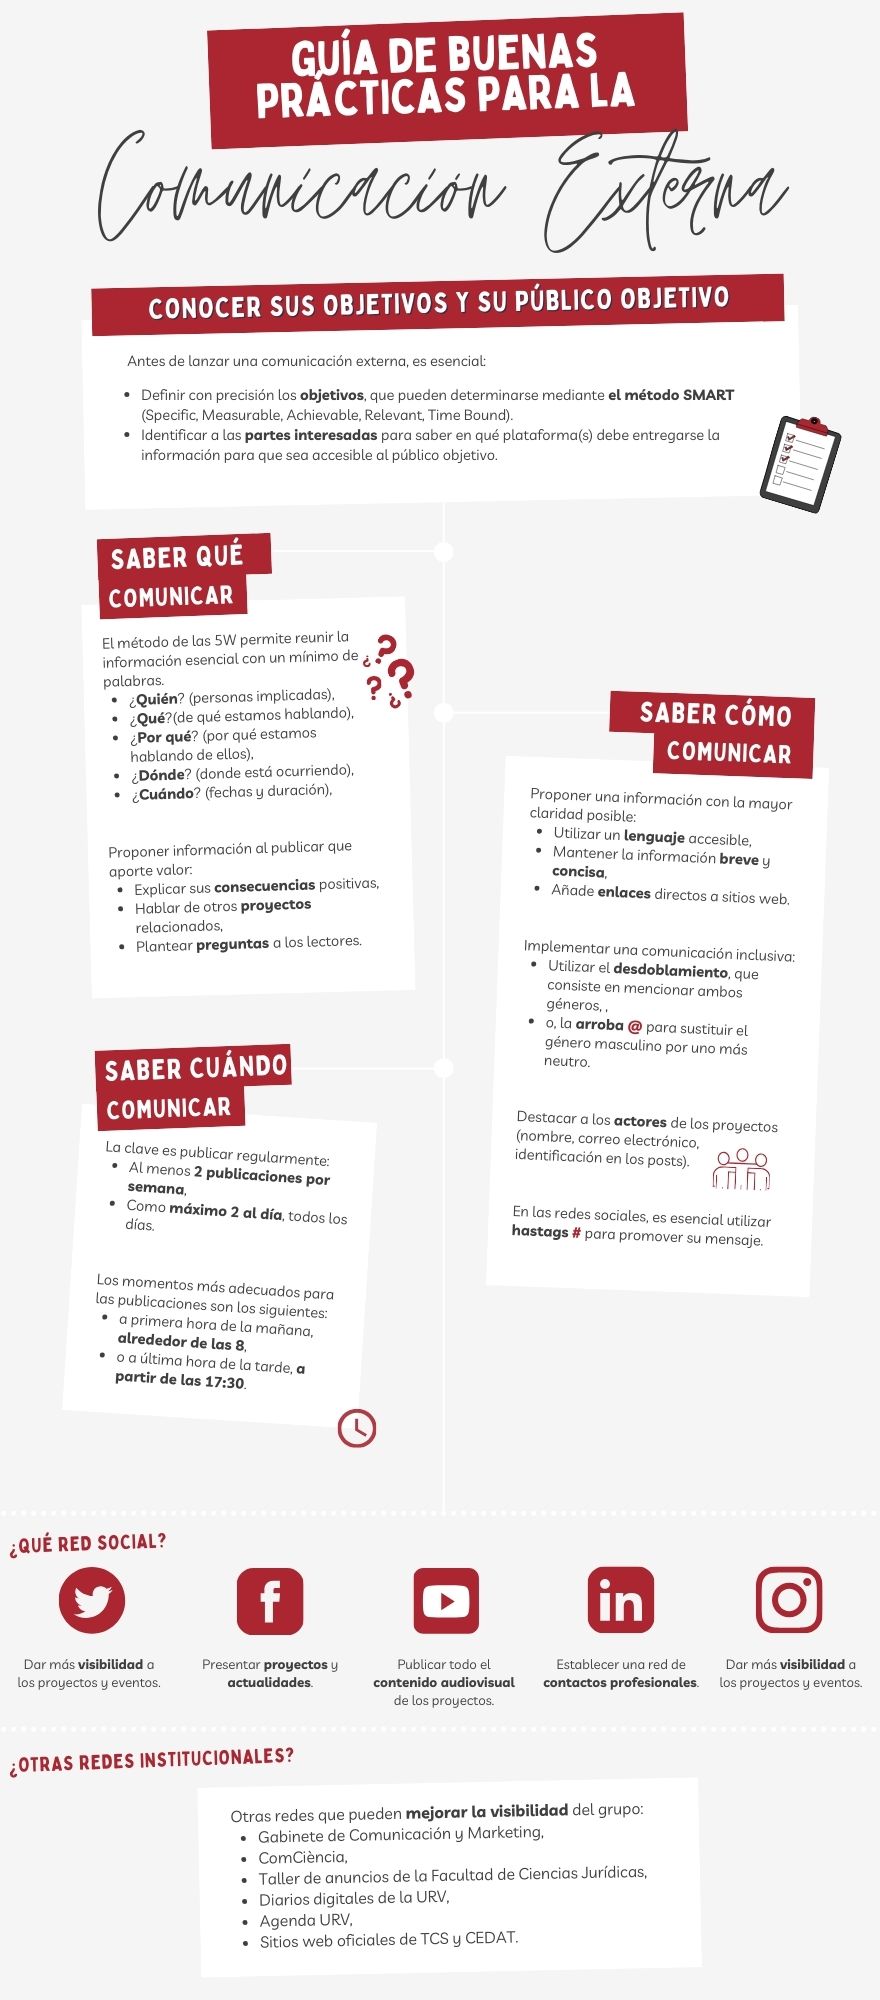 GUÍA DE BUENAS
PRÁCTICAS PARA LA
Comunicación Externa
CONOCER SUS OBJETIVOS Y SU PÚBLICO OBJETIVO
Antes de lanzar una comunicación externa, es esencial:
• Definir con precisión los objetivos, que pueden determinarse mediante el método SMART
(Specific, Measurable, Achievable, Relevant, Time Bound).
• Identificar a las partes interesadas para saber en qué plataforma(s) debe entregarse la
información para que sea accesible al público objetivo.
SABER QUÉ
COMUNICAR
El método de las 5W permite reunir la
información esencial con un mínimo de
palabras.
• ¿Quién? (personas implicadas),
• ¿Qué?(de qué estamos hablando),
• ¿Por qué? (por qué estamos
hablando de ellos),
• ¿Dónde? (donde está ocurriendo),
• ¿Cuándo? (fechas y duración),
Proponer información al publicar que
aporte valor:
• Explicar sus consecuencias positivas,
• Hablar de otros proyectos
relacionados,
• Plantear preguntas a los lectores.
SABER CÓMO
COMUNICAR
Proponer una información con la mayor
claridad posible:
• Utilizar un lenguaje accesible,
• Mantener la información breve y
concisa,
• Añade enlaces directos a sitios web.
Implementar una comunicación inclusiva:
• Utilizar el desdoblamiento, que
consiste en mencionar ambos
géneros, ,
• o, la arroba @ para sustituir el
género masculino por uno más
neutro.
Destacar a los actores de los proyectos
(nombre, correo electrónico,
identificación en los posts).
En las redes sociales, es esencial utilizar
hastags # para promover su mensaje.
SABER CUÁNDO
COMUNICAR
La clave es publicar regularmente:
• Al menos 2 publicaciones por
semana,
• Como máximo 2 al día, todos los
días.
Los momentos más adecuados para
las publicaciones son los siguientes:
• a primera hora de la mañana,
alrededor de las 8,
• o a última hora de la tarde, a
partir de las 17:30.
¿QUÉ RED SOCIAL?
Dar más visibilidad a
los proyectos y eventos.
Presentar proyectos y
actualidades.
Publicar todo el
contenido audiovisual
de los proyectos.
Establecer una red de
contactos profesionales.
Dar más visibilidad a
los proyectos y eventos.
¿OTRAS REDES INSTITUCIONALES?
Otras redes que pueden mejorar la visibilidad del grupo:
• Gabinete de Comunicación y Marketing,
• ComCiència,
• Taller de anuncios de la Facultad de Ciencias Jurídicas,
• Diarios digitales de la URV,
• Agenda URV,
• Sitios web oficiales de TCS y CEDAT.